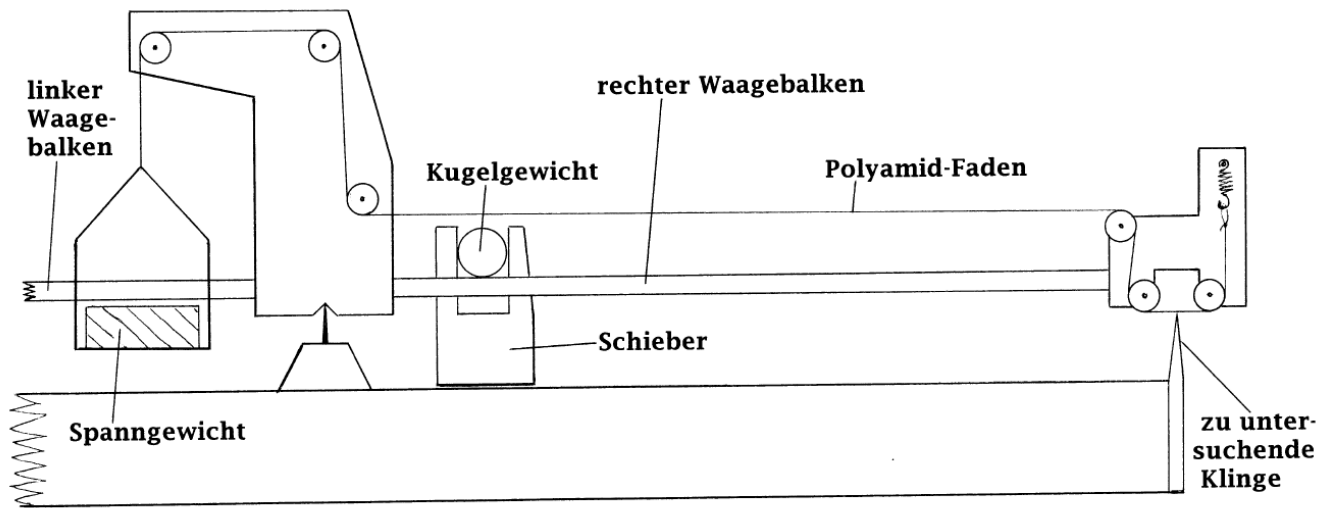 linker
Waage-
balken
rechter Waagebalken
Kugelgewicht
Polyamid-Faden
Schieber
Spanngewicht
zu unter-
suchende
Klinge